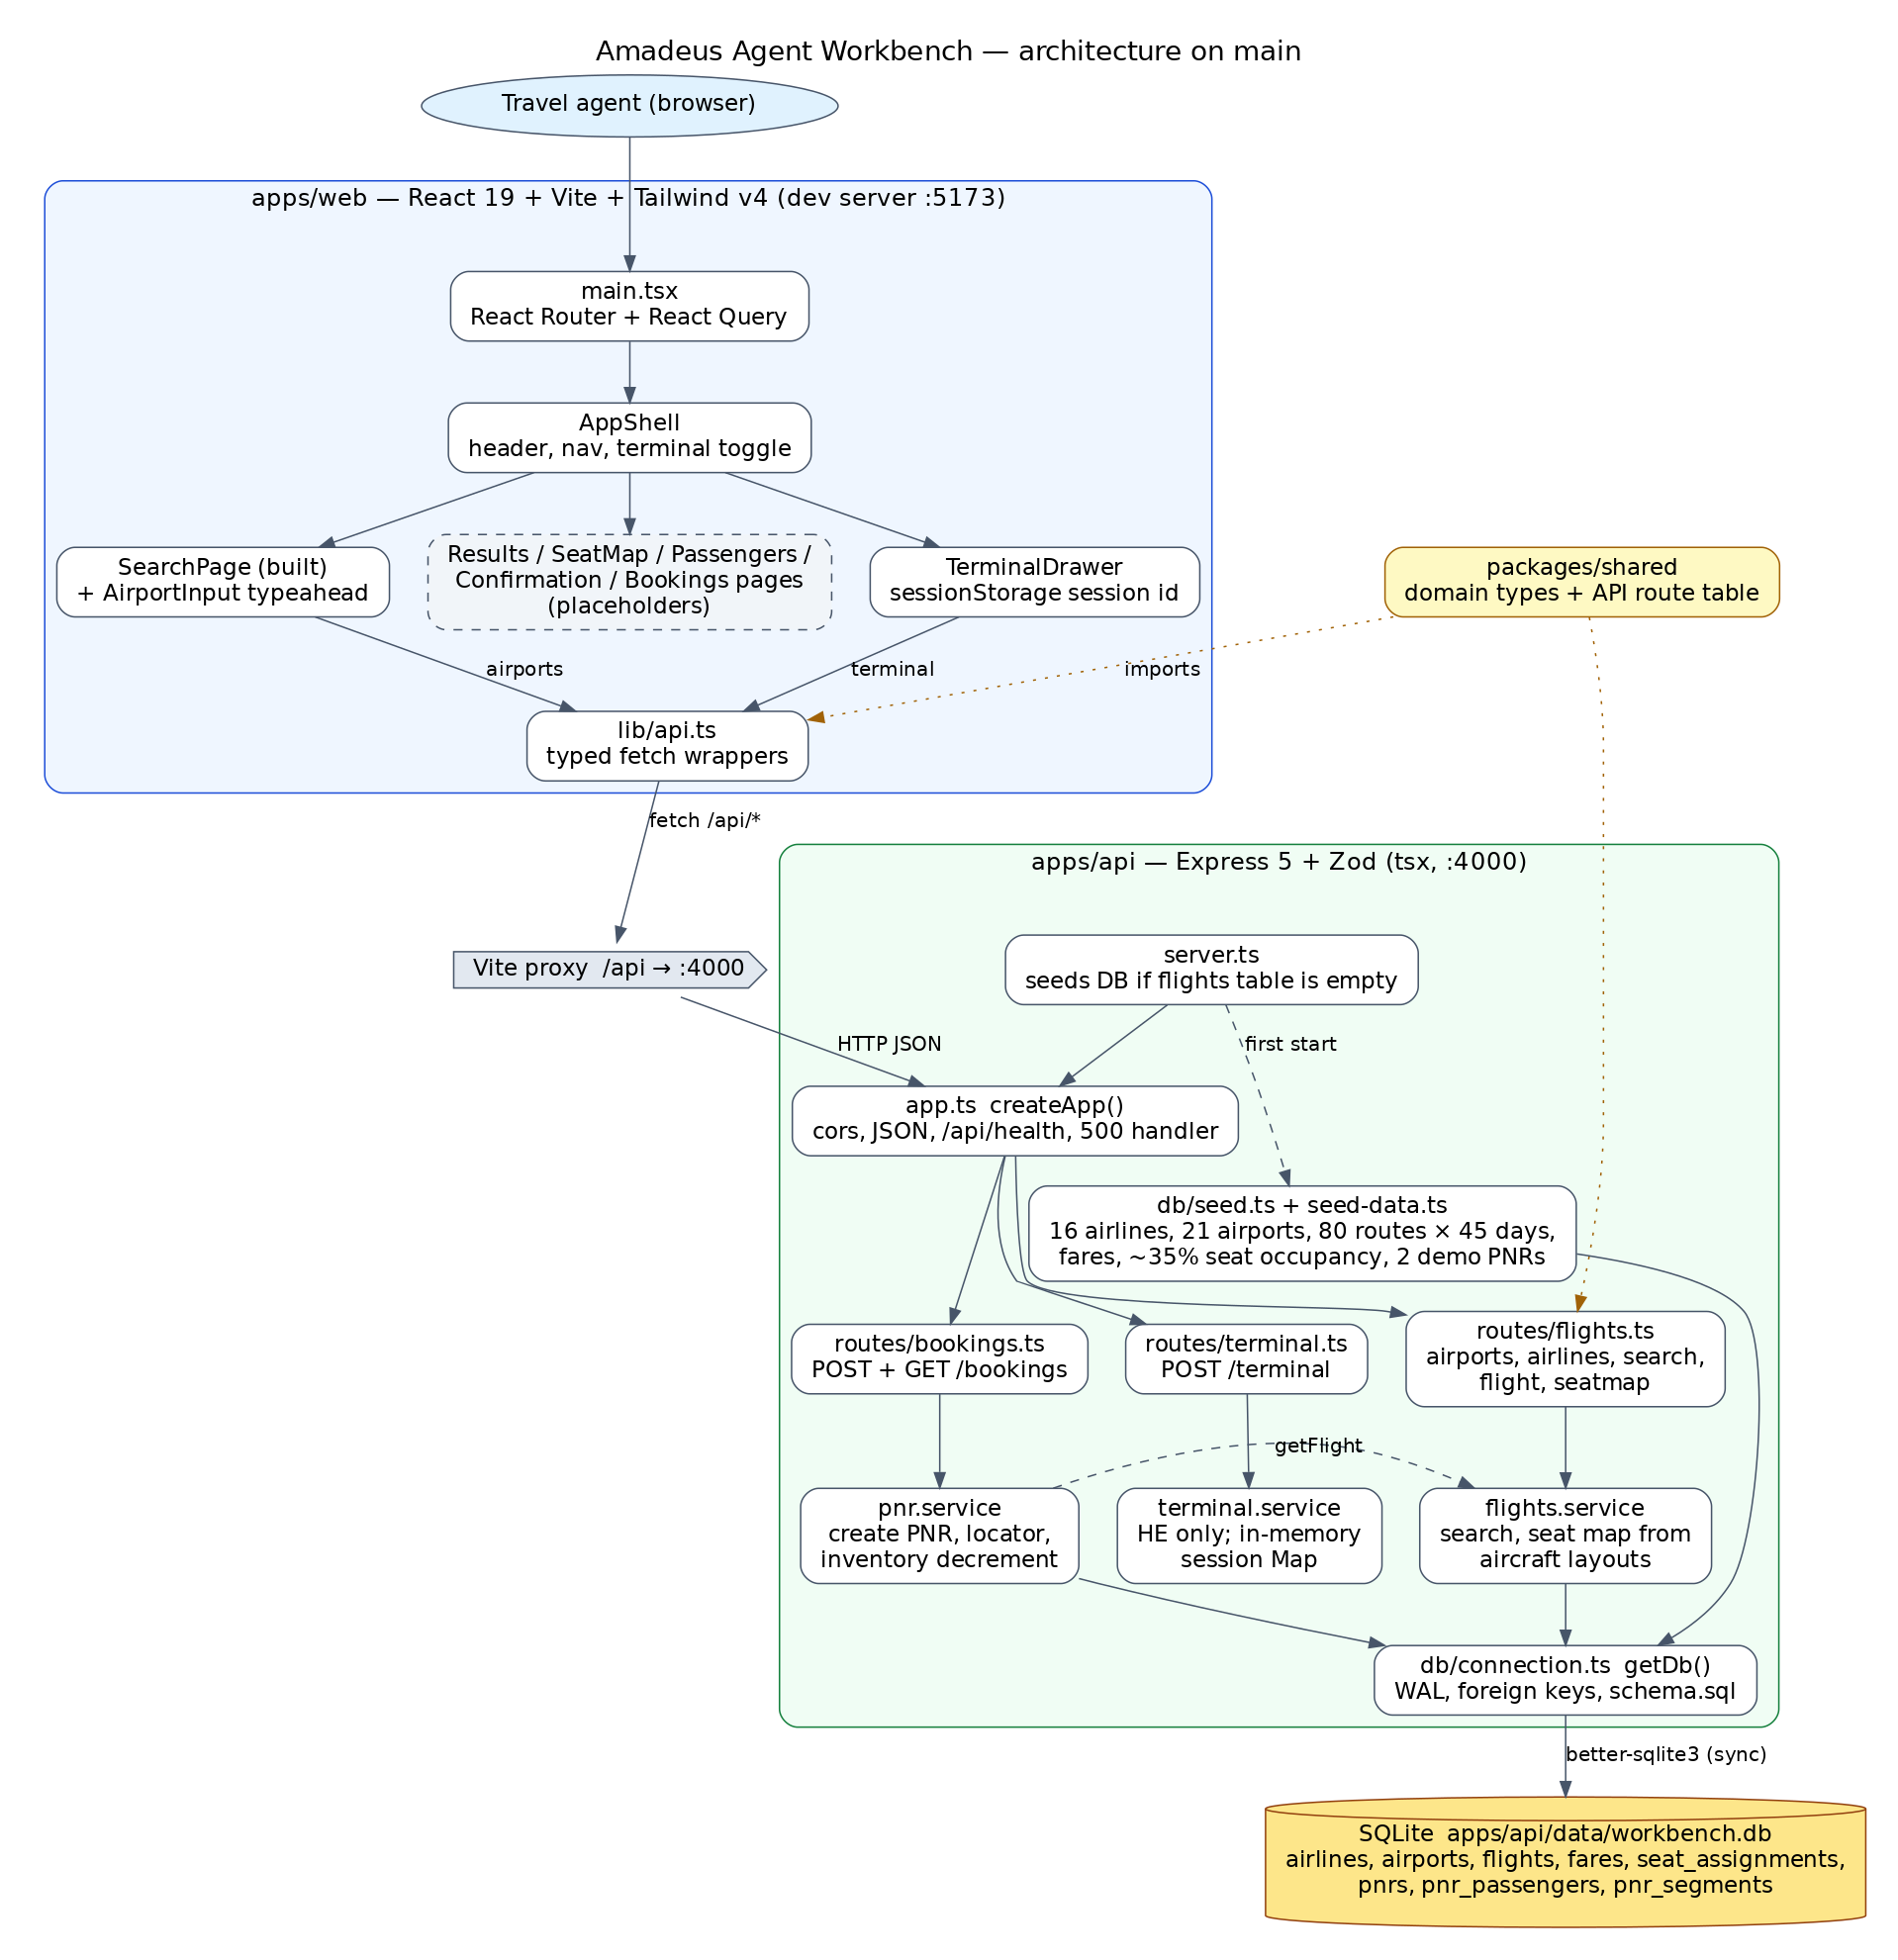 Amadeus Agent Workbench — architecture on main
Travel agent (browser)
apps/web — React 19 + Vite + Tailwind v4 (dev server :5173)
main.tsx
React Router + React Query
AppShell
header, nav, terminal toggle
SearchPage (built)
+ AirportInput typeahead
Results / SeatMap / Passengers /
Confirmation / Bookings pages
(placeholders)
TerminalDrawer
sessionStorage session id
packages/shared
domain types + API route table
airports
terminal
imports
lib/api.ts
typed fetch wrappers
fetch /api/*
Vite proxy  /api → :4000
apps/api — Express 5 + Zod (tsx, :4000)
server.ts
seeds DB if flights table is empty
HTTP JSON
first start
app.ts  createApp()
cors, JSON, /api/health, 500 handler
db/seed.ts + seed-data.ts
16 airlines, 21 airports, 80 routes × 45 days,
fares, ~35% seat occupancy, 2 demo PNRs
routes/bookings.ts
POST + GET /bookings
routes/terminal.ts
POST /terminal
routes/flights.ts
airports, airlines, search,
flight, seatmap
getFlight
pnr.service
create PNR, locator,
inventory decrement
terminal.service
HE only; in-memory
session Map
flights.service
search, seat map from
aircraft layouts
db/connection.ts  getDb()
WAL, foreign keys, schema.sql
better-sqlite3 (sync)
SQLite  apps/api/data/workbench.db
airlines, airports, flights, fares, seat_assignments,
pnrs, pnr_passengers, pnr_segments